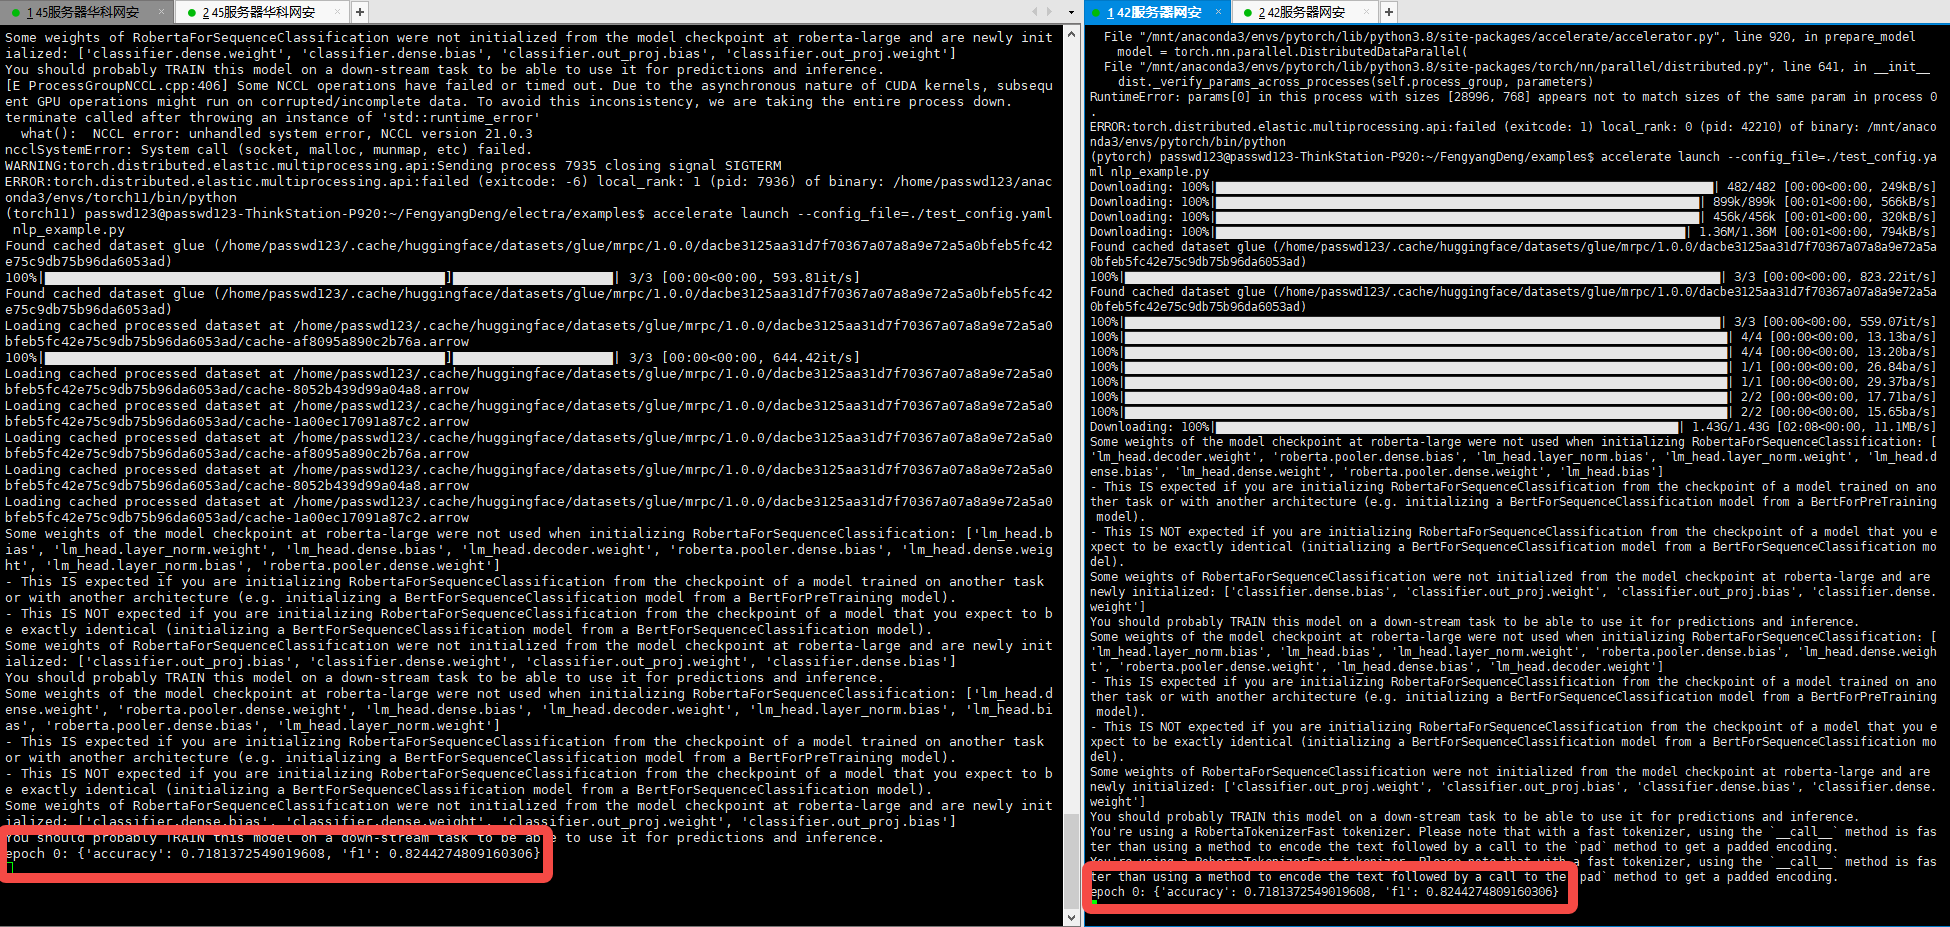 1 45服务器华科网安 ×
2 45服务器华科网安 ×
+
Some weights of RobertaForSequenceClassification were not initialized from the model checkpoint at roberta-large and are newly init
ialized: ['classifier.dense.weight', 'classifier.dense.bias', 'classifier.out_proj.bias', 'classifier.out_proj.weight']
You should probably TRAIN this model on a down-stream task to be able to use it for predictions and inference.
[E ProcessGroupNCCL.cpp:406] Some NCCL operations have failed or timed out. Due to the asynchronous nature of CUDA kernels, subsequ
ent GPU operations might run on corrupted/incomplete data. To avoid this inconsistency, we are taking the entire process down.
terminate called after throwing an instance of 'std::runtime_error'
what():  NCCL error: unhandled system error, NCCL version 21.0.3
ncclSystemError: System call (socket, malloc, munmap, etc) failed.
WARNING:torch.distributed.elastic.multiprocessing.api:Sending process 7935 closing signal SIGTERM
ERROR:torch.distributed.elastic.multiprocessing.api:failed (exitcode: -6) local_rank: 1 (pid: 7936) of binary: /home/passwd123/anac
onda3/envs/torch11/bin/python
(torch11) passwd123@passwd123-ThinkStation-P920:~/FengyangDeng/electra/examples$ accelerate launch --config_file=./test_config.yaml
nlp_example.py
Found cached dataset glue (/home/passwd123/.cache/huggingface/datasets/glue/mrpc/1.0.0/dacbe3125aa31d7f70367a07a8a9e72a5a0bfeb5fc42
e75c9db75b96da6053ad)
100%| | 3/3 [00:00<00:00, 593.81it/s]
Found cached dataset glue (/home/passwd123/.cache/huggingface/datasets/glue/mrpc/1.0.0/dacbe3125aa31d7f70367a07a8a9e72a5a0bfeb5fc42
e75c9db75b96da6053ad)
Loading cached processed dataset at /home/passwd123/.cache/huggingface/datasets/glue/mrpc/1.0.0/dacbe3125aa31d7f70367a07a8a9e72a5a0
bfeb5fc42e75c9db75b96da6053ad/cache-af8095a890c2b76a.arrow
100%| | 3/3 [00:00<00:00, 644.42it/s]
Loading cached processed dataset at /home/passwd123/.cache/huggingface/datasets/glue/mrpc/1.0.0/dacbe3125aa31d7f70367a07a8a9e72a5a0
bfeb5fc42e75c9db75b96da6053ad/cache-8052b439d99a04a8.arrow
Loading cached processed dataset at /home/passwd123/.cache/huggingface/datasets/glue/mrpc/1.0.0/dacbe3125aa31d7f70367a07a8a9e72a5a0
bfeb5fc42e75c9db75b96da6053ad/cache-1a00ec17091a87c2.arrow
Loading cached processed dataset at /home/passwd123/.cache/huggingface/datasets/glue/mrpc/1.0.0/dacbe3125aa31d7f70367a07a8a9e72a5a0
bfeb5fc42e75c9db75b96da6053ad/cache-af8095a890c2b76a.arrow
Loading cached processed dataset at /home/passwd123/.cache/huggingface/datasets/glue/mrpc/1.0.0/dacbe3125aa31d7f70367a07a8a9e72a5a0
bfeb5fc42e75c9db75b96da6053ad/cache-8052b439d99a04a8.arrow
Loading cached processed dataset at /home/passwd123/.cache/huggingface/datasets/glue/mrpc/1.0.0/dacbe3125aa31d7f70367a07a8a9e72a5a0
bfeb5fc42e75c9db75b96da6053ad/cache-1a00ec17091a87c2.arrow
Some weights of the model checkpoint at roberta-large were not used when initializing RobertaForSequenceClassification: ['lm_head.b
ias', 'lm_head.layer_norm.weight', 'lm_head.dense.bias', 'lm_head.decoder.weight', 'roberta.pooler.dense.bias', 'lm_head.dense.weig
ht', 'lm_head.layer_norm.bias', 'roberta.pooler.dense.weight']
- This IS expected if you are initializing RobertaForSequenceClassification from the checkpoint of a model trained on another task
or with another architecture (e.g. initializing a BertForSequenceClassification model from a BertForPreTraining model).
- This IS NOT expected if you are initializing RobertaForSequenceClassification from the checkpoint of a model that you expect to b
e exactly identical (initializing a BertForSequenceClassification model from a BertForSequenceClassification model).
Some weights of RobertaForSequenceClassification were not initialized from the model checkpoint at roberta-large and are newly init
ialized: ['classifier.out_proj.bias', 'classifier.dense.weight', 'classifier.out_proj.weight', 'classifier.dense.bias']
You should probably TRAIN this model on a down-stream task to be able to use it for predictions and inference.
Some weights of the model checkpoint at roberta-large were not used when initializing RobertaForSequenceClassification: ['lm_head.d
ense.weight', 'roberta.pooler.dense.weight', 'lm_head.dense.bias', 'lm_head.decoder.weight', 'lm_head.layer_norm.bias', 'lm_head.bi
as', 'roberta.pooler.dense.bias', 'lm_head.layer_norm.weight']
- This IS expected if you are initializing RobertaForSequenceClassification from the checkpoint of a model trained on another task
or with another architecture (e.g. initializing a BertForSequenceClassification model from a BertForPreTraining model).
- This IS NOT expected if you are initializing RobertaForSequenceClassification from the checkpoint of a model that you expect to b
e exactly identical (initializing a BertForSequenceClassification model from a BertForSequenceClassification model).
Some weights of RobertaForSequenceClassification were not initialized from the model checkpoint at roberta-large and are newly init
ialized: ['classifier.dense.bias', 'classifier.dense.weight', 'classifier.out_proj.weight', 'classifier.out_proj.bias']
You should probably TRAIN this model on a down-stream task to be able to use it for predictions and inference.
epoch 0: {'accuracy': 0.7181372549019608, 'f1': 0.8244274809160306}
1 42服务器网安 ×
2 42服务器网安 ×
+
File "/mnt/anaconda3/envs/pytorch/lib/python3.8/site-packages/accelerate/accelerator.py", line 920, in prepare_model
model = torch.nn.parallel.DistributedDataParallel(
File "/mnt/anaconda3/envs/pytorch/lib/python3.8/site-packages/torch/nn/parallel/distributed.py", line 641, in __init__
dist._verify_params_across_processes(self.process_group, parameters)
RuntimeError: params[0] in this process with sizes [28996, 768] appears not to match sizes of the same param in process 0
.
ERROR:torch.distributed.elastic.multiprocessing.api:failed (exitcode: 1) local_rank: 0 (pid: 42210) of binary: /mnt/anaco
nda3/envs/pytorch/bin/python
(pytorch) passwd123@passwd123-ThinkStation-P920:~/FengyangDeng/examples$ accelerate launch --config_file=./test_config.ya
ml nlp_example.py
Downloading: 100%| | 482/482 [00:00<00:00, 249kB/s]
Downloading: 100%| | 899k/899k [00:01<00:00, 566kB/s]
Downloading: 100%| | 456k/456k [00:01<00:00, 320kB/s]
Downloading: 100%| | 1.36M/1.36M [00:01<00:00, 794kB/s]
Found cached dataset glue (/home/passwd123/.cache/huggingface/datasets/glue/mrpc/1.0.0/dacbe3125aa31d7f70367a07a8a9e72a5a
0bfeb5fc42e75c9db75b96da6053ad)
100%| | 3/3 [00:00<00:00, 823.22it/s]
Found cached dataset glue (/home/passwd123/.cache/huggingface/datasets/glue/mrpc/1.0.0/dacbe3125aa31d7f70367a07a8a9e72a5a
0bfeb5fc42e75c9db75b96da6053ad)
100%| | 3/3 [00:00<00:00, 559.07it/s]
100%| | 4/4 [00:00<00:00, 13.13ba/s]
100%| | 4/4 [00:00<00:00, 13.20ba/s]
100%| | 1/1 [00:00<00:00, 26.84ba/s]
100%| | 1/1 [00:00<00:00, 29.37ba/s]
100%| | 2/2 [00:00<00:00, 17.71ba/s]
100%| | 2/2 [00:00<00:00, 15.65ba/s]
Downloading: 100%| | 1.43G/1.43G [02:08<00:00, 11.1MB/s]
Some weights of the model checkpoint at roberta-large were not used when initializing RobertaForSequenceClassification: [
'lm_head.decoder.weight', 'roberta.pooler.dense.bias', 'lm_head.layer_norm.bias', 'lm_head.layer_norm.weight', 'lm_head.d
ense.bias', 'lm_head.dense.weight', 'roberta.pooler.dense.weight', 'lm_head.bias']
- This IS expected if you are initializing RobertaForSequenceClassification from the checkpoint of a model trained on ano
ther task or with another architecture (e.g. initializing a BertForSequenceClassification model from a BertForPreTraining
model).
- This IS NOT expected if you are initializing RobertaForSequenceClassification from the checkpoint of a model that you e
xpect to be exactly identical (initializing a BertForSequenceClassification model from a BertForSequenceClassification mo
del).
Some weights of RobertaForSequenceClassification were not initialized from the model checkpoint at roberta-large and are
newly initialized: ['classifier.dense.bias', 'classifier.out_proj.weight', 'classifier.out_proj.bias', 'classifier.dense.
weight']
You should probably TRAIN this model on a down-stream task to be able to use it for predictions and inference.
Some weights of the model checkpoint at roberta-large were not used when initializing RobertaForSequenceClassification: [
'lm_head.layer_norm.bias', 'lm_head.bias', 'lm_head.layer_norm.weight', 'roberta.pooler.dense.bias', 'lm_head.dense.weigh
t', 'roberta.pooler.dense.weight', 'lm_head.dense.bias', 'lm_head.decoder.weight']
- This IS expected if you are initializing RobertaForSequenceClassification from the checkpoint of a model trained on ano
ther task or with another architecture (e.g. initializing a BertForSequenceClassification model from a BertForPreTraining
model).
- This IS NOT expected if you are initializing RobertaForSequenceClassification from the checkpoint of a model that you e
xpect to be exactly identical (initializing a BertForSequenceClassification model from a BertForSequenceClassification mo
del).
Some weights of RobertaForSequenceClassification were not initialized from the model checkpoint at roberta-large and are
newly initialized: ['classifier.out_proj.weight', 'classifier.out_proj.bias', 'classifier.dense.bias', 'classifier.dense.
weight']
You should probably TRAIN this model on a down-stream task to be able to use it for predictions and inference.
You're using a RobertaTokenizerFast tokenizer. Please note that with a fast tokenizer, using the `__call__` method is fas
ter than using a method to encode the text followed by a call to the `pad` method to get a padded encoding.
You're using a RobertaTokenizerFast tokenizer. Please note that with a fast tokenizer, using the `__call__` method is fas
ter than using a method to encode the text followed by a call to the `pad` method to get a padded encoding.
epoch 0: {'accuracy': 0.7181372549019608, 'f1': 0.8244274809160306}